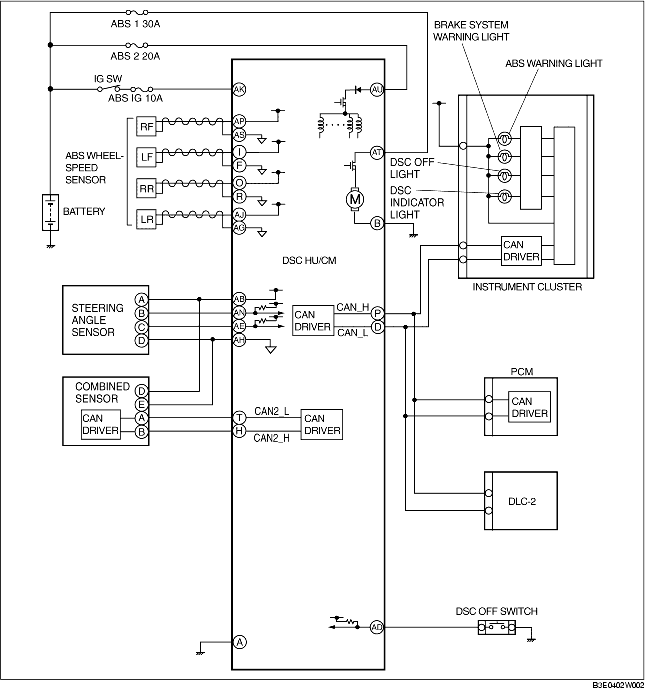 ABS 1 30A
ABS 2 20A
IG SW
ABS IG 10A
AK
AU
BRAKE SYSTEM
WARNING LIGHT
ABS WARNING LIGHT
RF
AP
AS
LF
I
F
RR
O
R
LR
AJ
AG
ABS WHEEL-
SPEED
SENSOR
BATTERY
AT
M
B
DSC OFF
LIGHT
DSC
INDICATOR
LIGHT
CAN
DRIVER
INSTRUMENT CLUSTER
DSC HU/CM
STEERING
ANGLE
SENSOR
A
B
C
D
AB
AN
AE
AH
CAN
DRIVER
CAN_H
CAN_L
P
D
COMBINED
SENSOR
CAN
DRIVER
D
E
A
B
T
H
CAN2_L
CAN2_H
CAN
DRIVER
PCM
CAN
DRIVER
DLC-2
DSC OFF SWITCH
AD
A
B3E0402W002